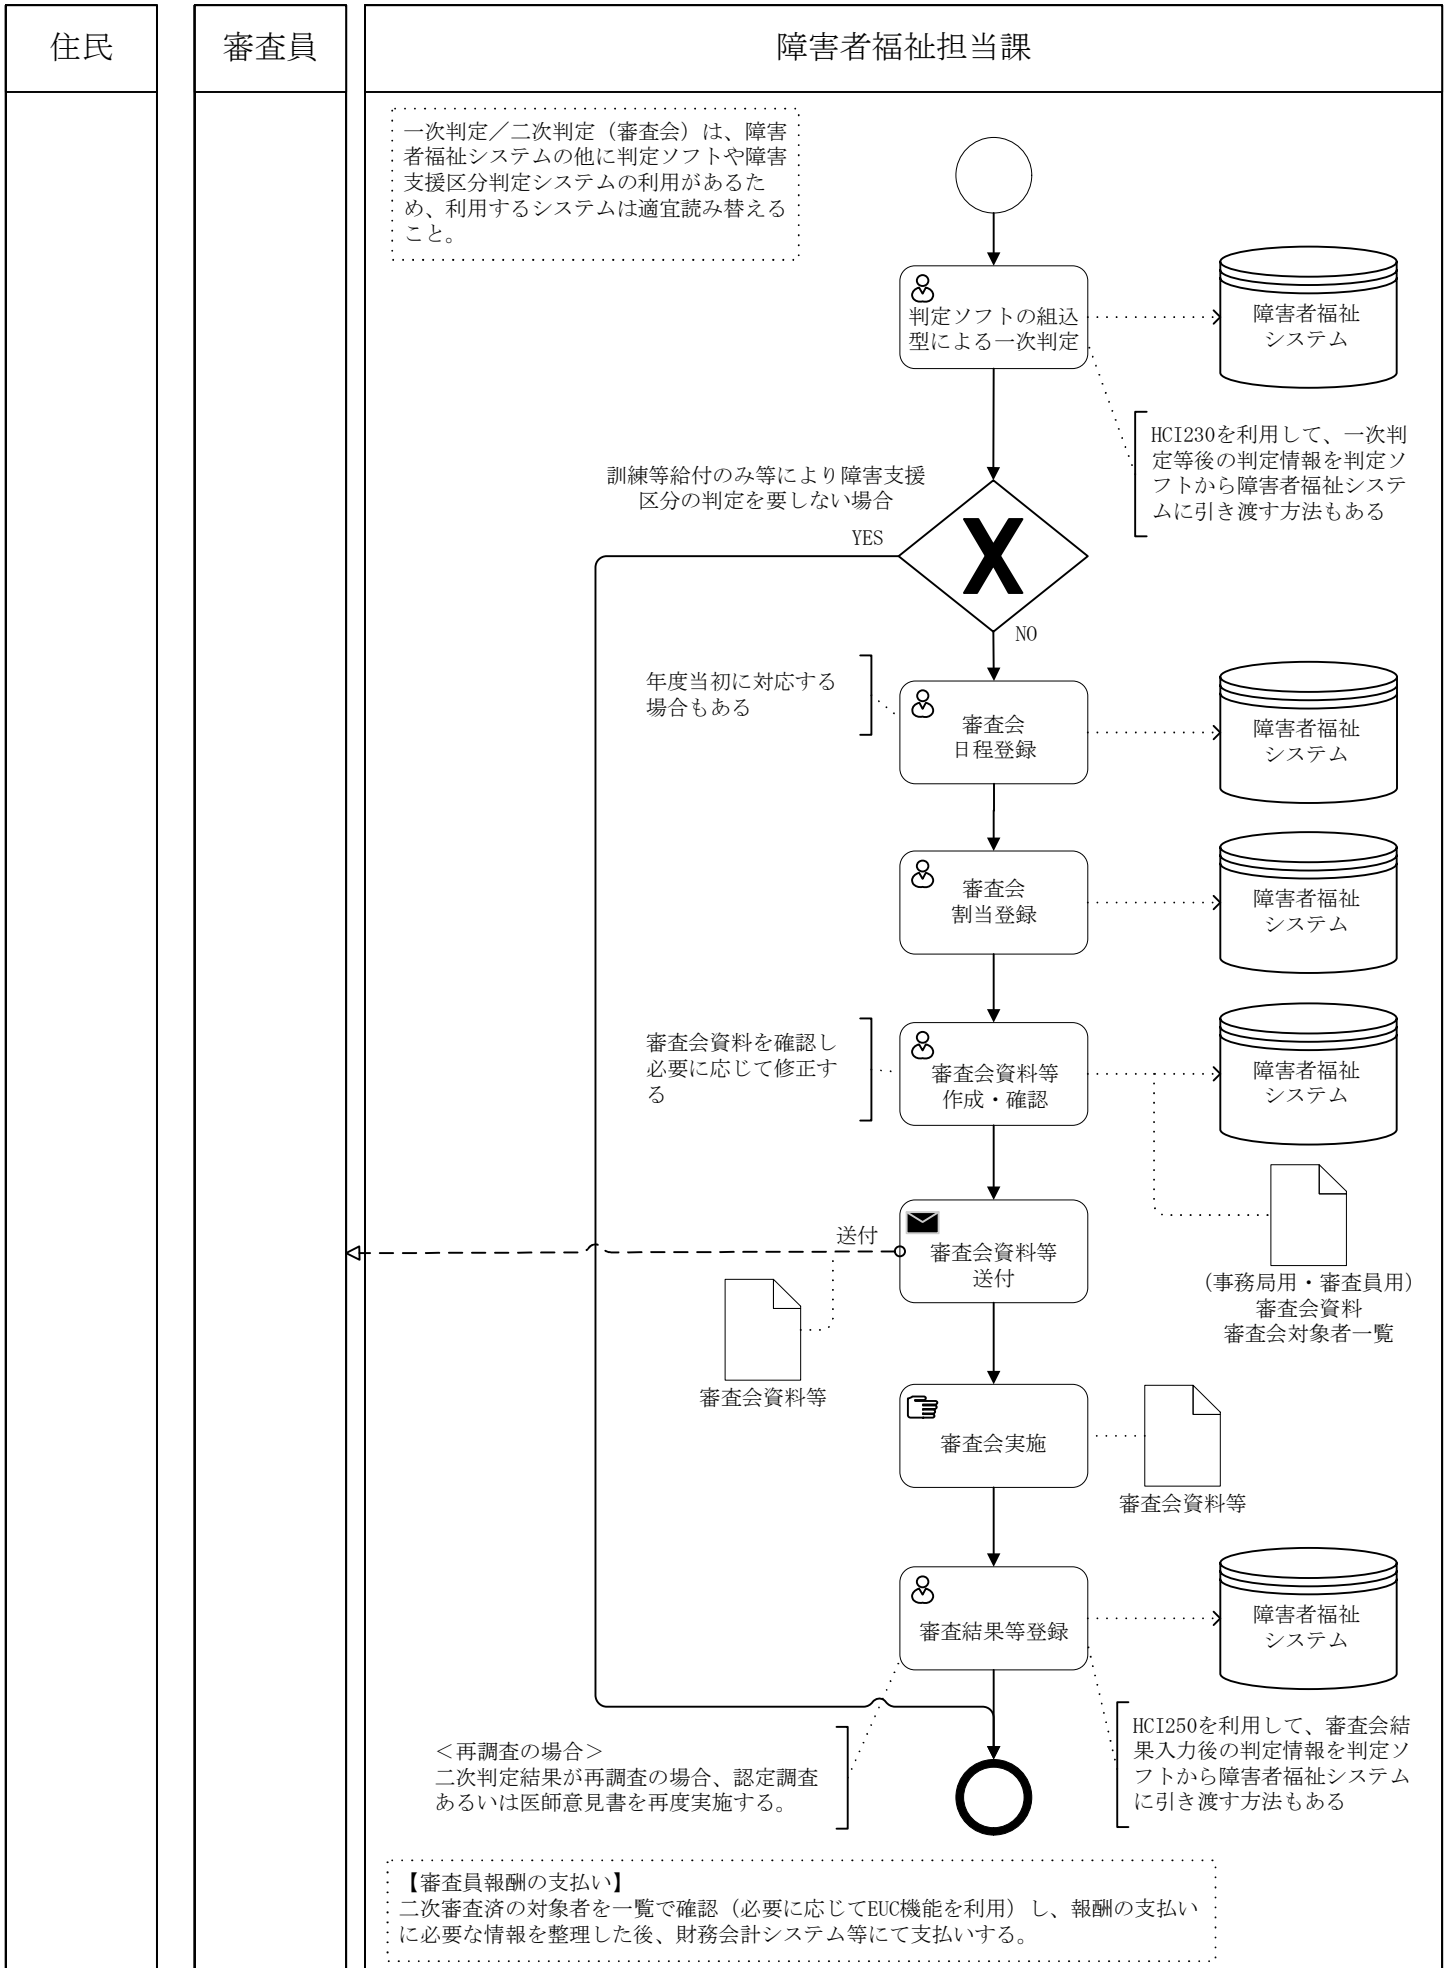 住民
審査員
障害者福祉担当課
一次判定／二次判定（審査会）は、障害
者福祉システムの他に判定ソフトや障害
支援区分判定システムの利用があるた
め、利用するシステムは適宜読み替える
こと。
判定ソフトの組込
型による一次判定
障害者福祉
システム
HCI230を利用して、一次判
定等後の判定情報を判定ソ
フトから障害者福祉システ
ムに引き渡す方法もある
訓練等給付のみ等により障害支援
区分の判定を要しない場合
YES
X
NO
年度当初に対応する
場合もある
審査会
日程登録
障害者福祉
システム
審査会
割当登録
障害者福祉
システム
審査会資料を確認し
必要に応じて修正す
る
審査会資料等
作成・確認
障害者福祉
システム
（事務局用・審査員用）
審査会資料
審査会対象者一覧
送付
審査会資料等
送付
審査会資料等
審査会実施
審査会資料等
審査結果等登録
障害者福祉
システム
＜再調査の場合＞
二次判定結果が再調査の場合、認定調査
あるいは医師意見書を再度実施する。
HCI250を利用して、審査会結
果入力後の判定情報を判定ソ
フトから障害者福祉システム
に引き渡す方法もある
【審査員報酬の支払い】
二次審査済の対象者を一覧で確認（必要に応じてEUC機能を利用）し、報酬の支払い
に必要な情報を整理した後、財務会計システム等にて支払いする。